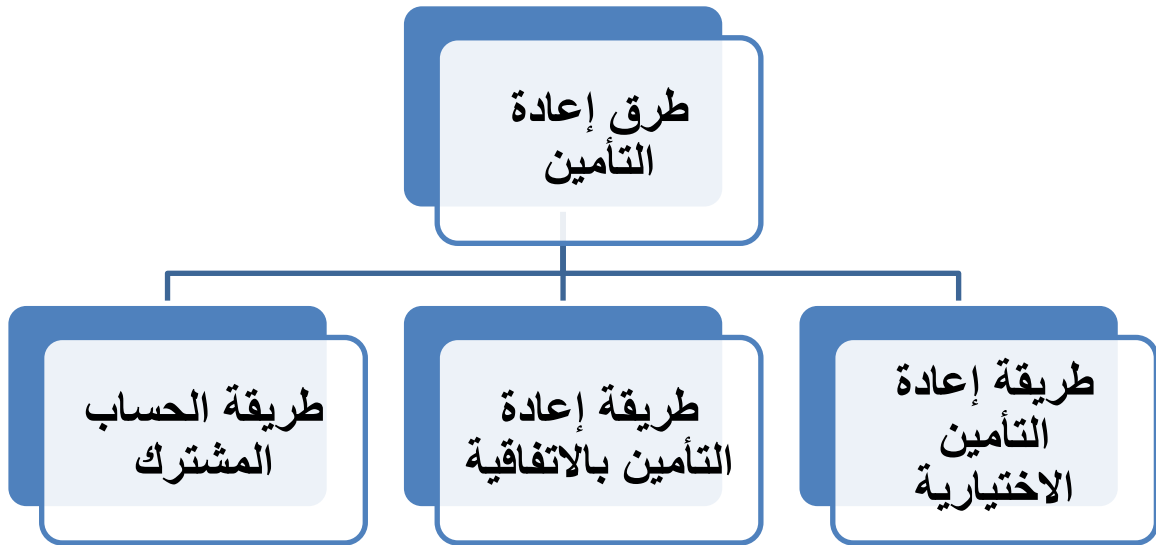 طرق إعادة
التأمين
طريقة إعادة
التأمين
الاختيارية
طريقة إعادة
التأمين بالاتفاقية
طريقة الحساب
المشترك